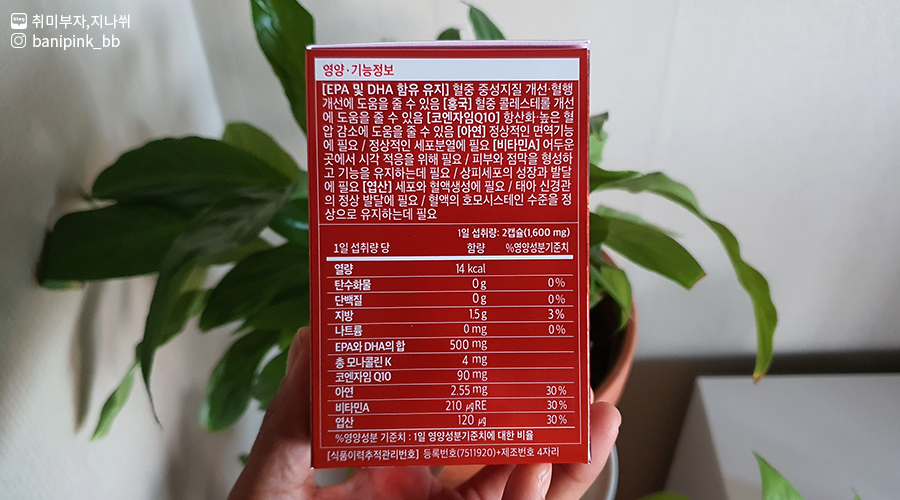 취미부자,지나쒸
banipink_bb
영양·기능정보
[EPA 및 DHA 함유 유지] 혈중 중성지질 개선·혈행
개선에 도움을 줄 수 있음 [홍국] 혈중 콜레스테롤 개선
에 도움을 줄 수 있음 [코엔자임Q10] 항산화·높은 혈
압 감소에 도움을 줄 수 있음 [아연] 정상적인 면역기능
에 필요 / 정상적인 세포분열에 필요 [비타민A] 어두운
곳에서 시각 적응을 위해 필요 / 피부와 점막을 형성하
고 기능을 유지하는데 필요 / 상피세포의 성장과 발달
에 필요 [엽산] 세포와 혈액생성에 필요 / 태아 신경관
의 정상 발달에 필요 / 혈액의 호모시스테인 수준을 정
상으로 유지하는데 필요
1일 섭취량: 2캡슐(1,600 mg)
1일 섭취량 당 함량 %영양성분기준치
열량 14 kcal
탄수화물 0 g 0 %
단백질 0 g 0 %
지방 1.5 g 3 %
나트륨 0 mg 0 %
EPA와 DHA의 합 500 mg
총 모나콜린 K 4 mg
코엔자임 Q10 90 mg
아연 2.55 mg 30 %
비타민A 210 ㎍RE 30 %
엽산 120 ㎍ 30 %
%영양성분 기준치 : 1일 영양성분기준치에 대한 비율
[식품이력추적관리번호] 등록번호(7511920)+제조번호 4자리